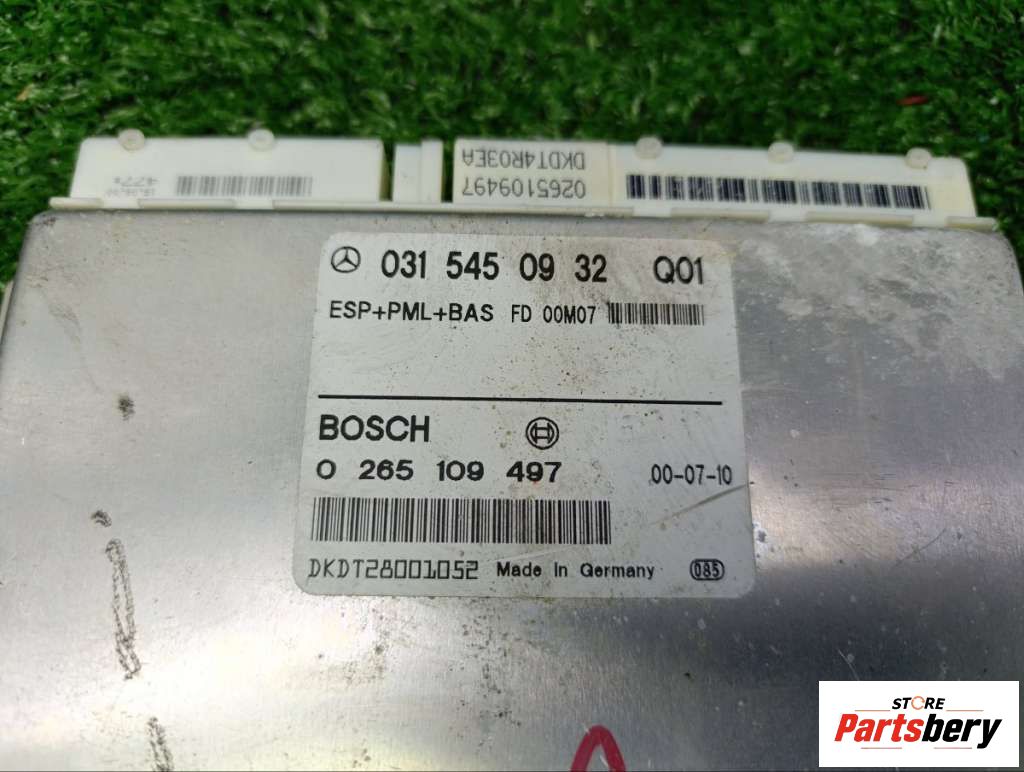 DKDT4R03EA
0265109497
031 545 09 32 Q01
ESP+PML+BAS FD 00M07
BOSCH
0 265 109 497 00-07-10
DKDT28001052 Made In Germany 085
STORE
Partsbery